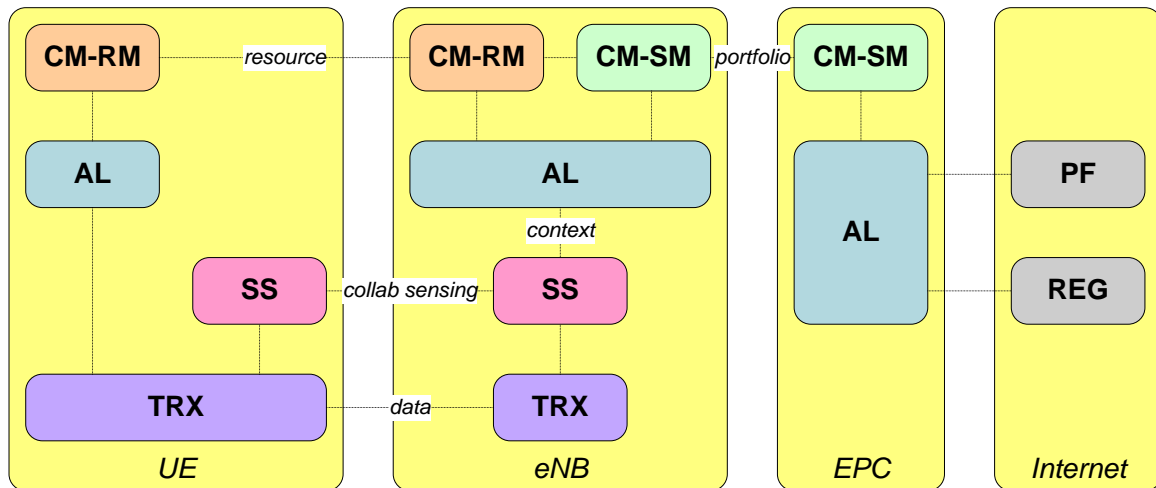 CM-RM
resource
CM-RM
CM-SM
portfolio
CM-SM
AL
AL
AL
PF
context
SS
collab sensing
SS
REG
TRX
data
TRX
UE
eNB
EPC
Internet